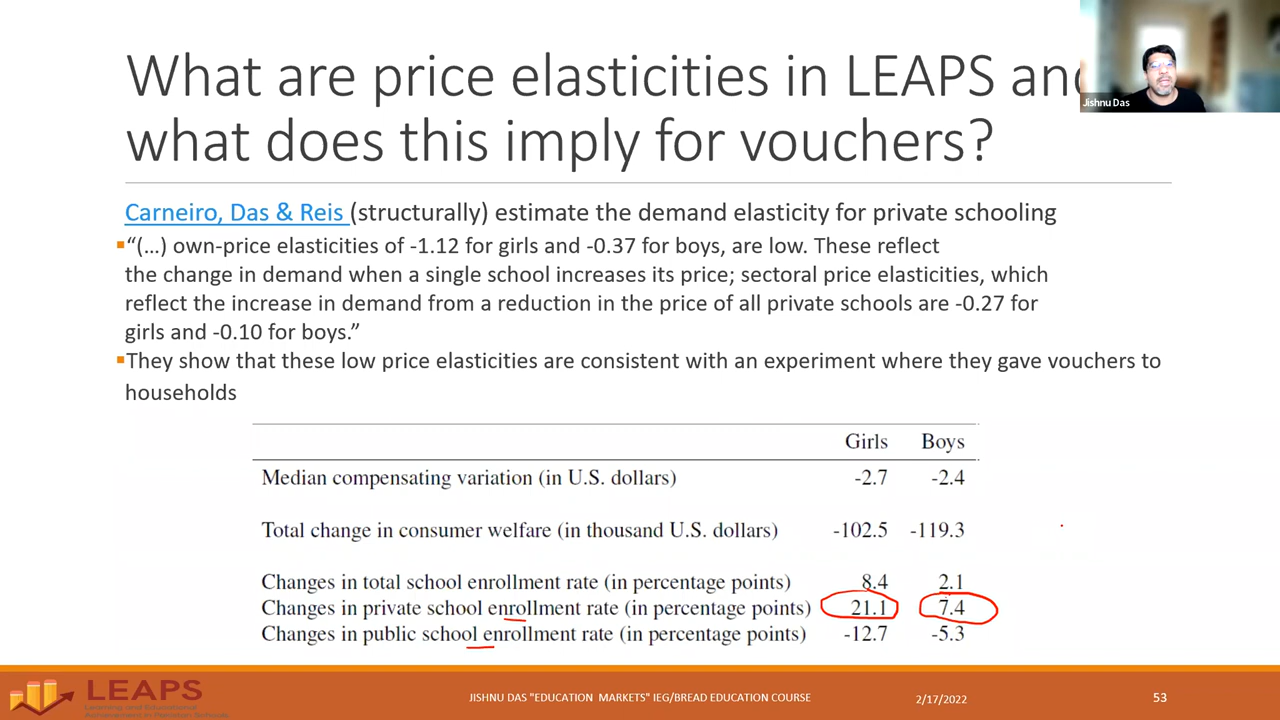 What are price elasticities in LEAPS and
what does this imply for vouchers?
Jishnu Das
Carneiro, Das & Reis (structurally) estimate the demand elasticity for private schooling
“(…) own-price elasticities of -1.12 for girls and -0.37 for boys, are low. These reflect
the change in demand when a single school increases its price; sectoral price elasticities, which
reflect the increase in demand from a reduction in the price of all private schools are -0.27 for
girls and -0.10 for boys.”
They show that these low price elasticities are consistent with an experiment where they gave vouchers to
households
Girls Boys
Median compensating variation (in U.S. dollars) -2.7 -2.4
Total change in consumer welfare (in thousand U.S. dollars) -102.5 -119.3
Changes in total school enrollment rate (in percentage points) 8.4 2.1
Changes in private school enrollment rate (in percentage points) 21.1 7.4
Changes in public school enrollment rate (in percentage points) -12.7 -5.3
LEAPS
Learning and Educational
Achievement in Pakistan Schools
JISHNU DAS "EDUCATION MARKETS" IEG/BREAD EDUCATION COURSE
2/17/2022
53